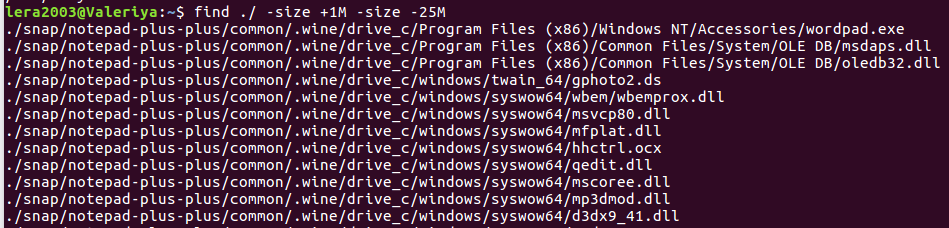 lera2003@Valeriya:~$ find ./ -size +1M -size -25M
./snap/notepad-plus-plus/common/.wine/drive_c/Program Files (x86)/Windows NT/Accessories/wordpad.exe
./snap/notepad-plus-plus/common/.wine/drive_c/Program Files (x86)/Common Files/System/OLE DB/msdaps.dll
./snap/notepad-plus-plus/common/.wine/drive_c/Program Files (x86)/Common Files/System/OLE DB/oledb32.dll
./snap/notepad-plus-plus/common/.wine/drive_c/windows/twain_64/gphoto2.ds
./snap/notepad-plus-plus/common/.wine/drive_c/windows/syswow64/wbem/wbemprox.dll
./snap/notepad-plus-plus/common/.wine/drive_c/windows/syswow64/msvcp80.dll
./snap/notepad-plus-plus/common/.wine/drive_c/windows/syswow64/mfplat.dll
./snap/notepad-plus-plus/common/.wine/drive_c/windows/syswow64/hhctrl.ocx
./snap/notepad-plus-plus/common/.wine/drive_c/windows/syswow64/qedit.dll
./snap/notepad-plus-plus/common/.wine/drive_c/windows/syswow64/mscoree.dll
./snap/notepad-plus-plus/common/.wine/drive_c/windows/syswow64/mp3dmod.dll
./snap/notepad-plus-plus/common/.wine/drive_c/windows/syswow64/d3dx9_41.dll